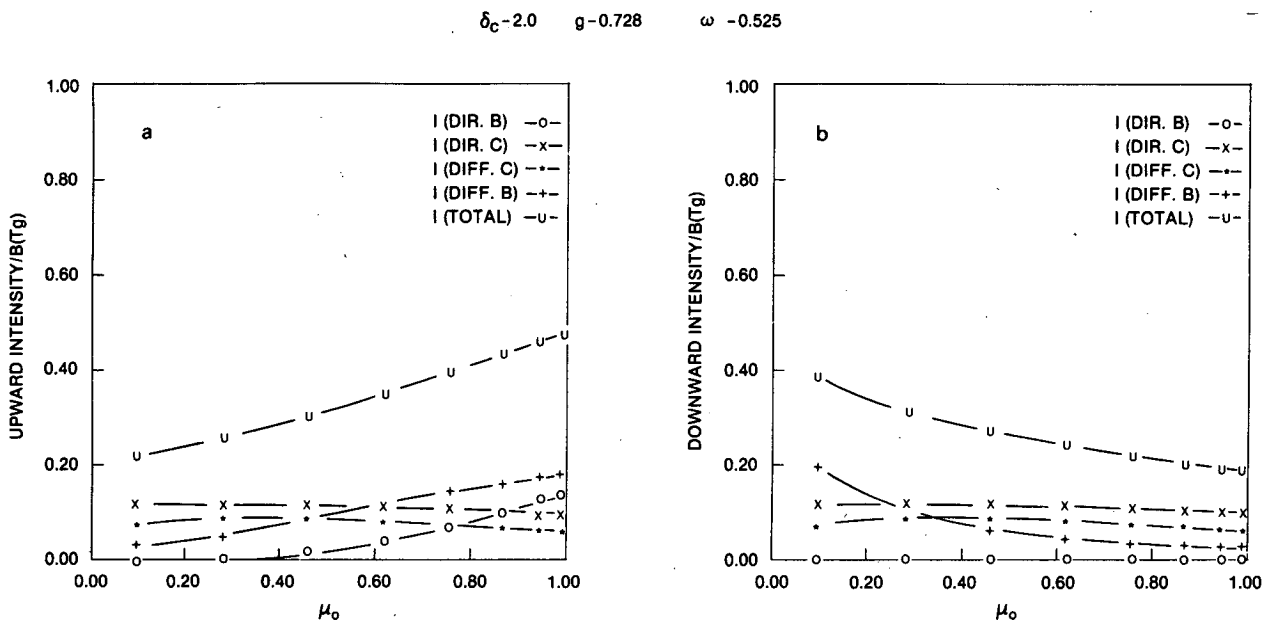 δC-2.0 g-0.728 ω -0.525
1.00
0.80
0.60
0.40
0.20
0.00
UPWARD INTENSITY/B(Tg)
a
I (DIR. B) —o—
I (DIR. C) —x—
I (DIFF. C) —*—
I (DIFF. B) —+—
I (TOTAL) —U—
0.00 0.20 0.40 0.60 0.80 1.00
μo
1.00
0.80
0.60
0.40
0.20
0.00
DOWNWARD INTENSITY/B(Tg)
b
I (DIR. B) —o—
I (DIR. C) —x—
I (DIFF. C) —*—
I (DIFF. B) —+—
I (TOTAL) —U—
0.00 0.20 0.40 0.60 0.80 1.00
μo